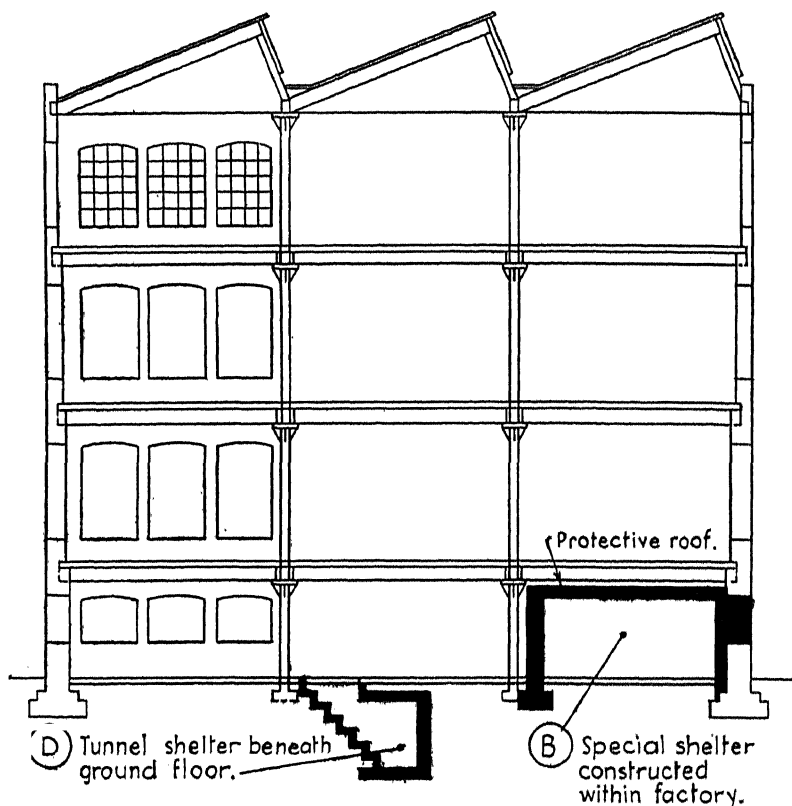 Protective roof.
D Tunnel shelter beneath
ground floor.
B Special shelter
constructed
within factory.